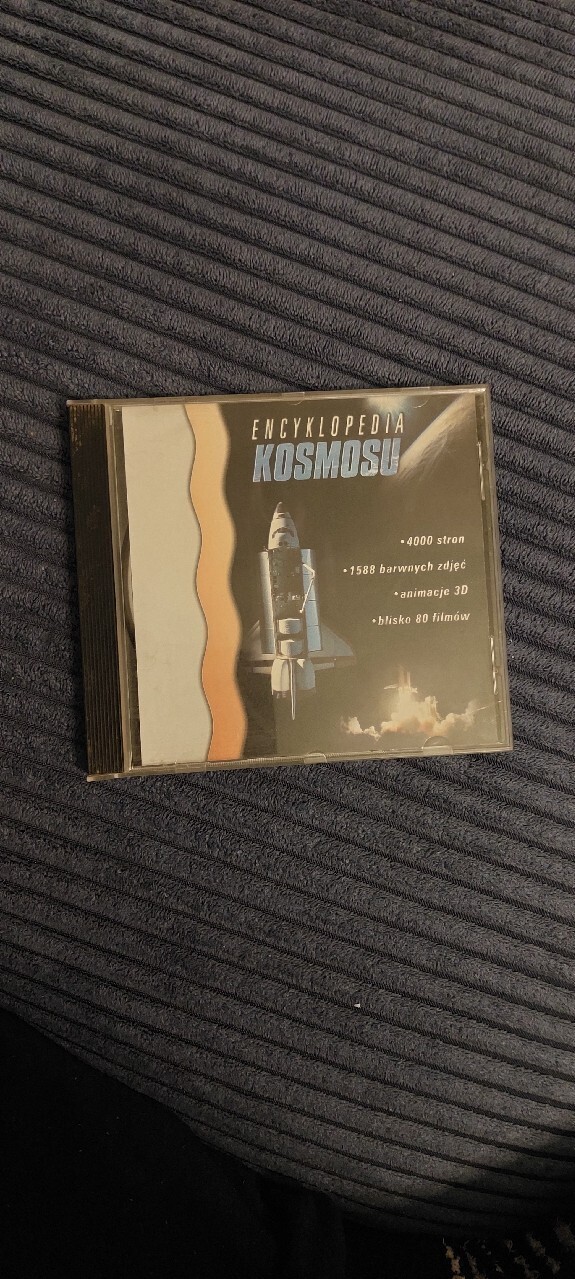 ENCYKLOPEDIA
KOSMOSU
•4000 stron
•1588 barwnych zdjęć
•animacje 3D
•blisko 80 filmów